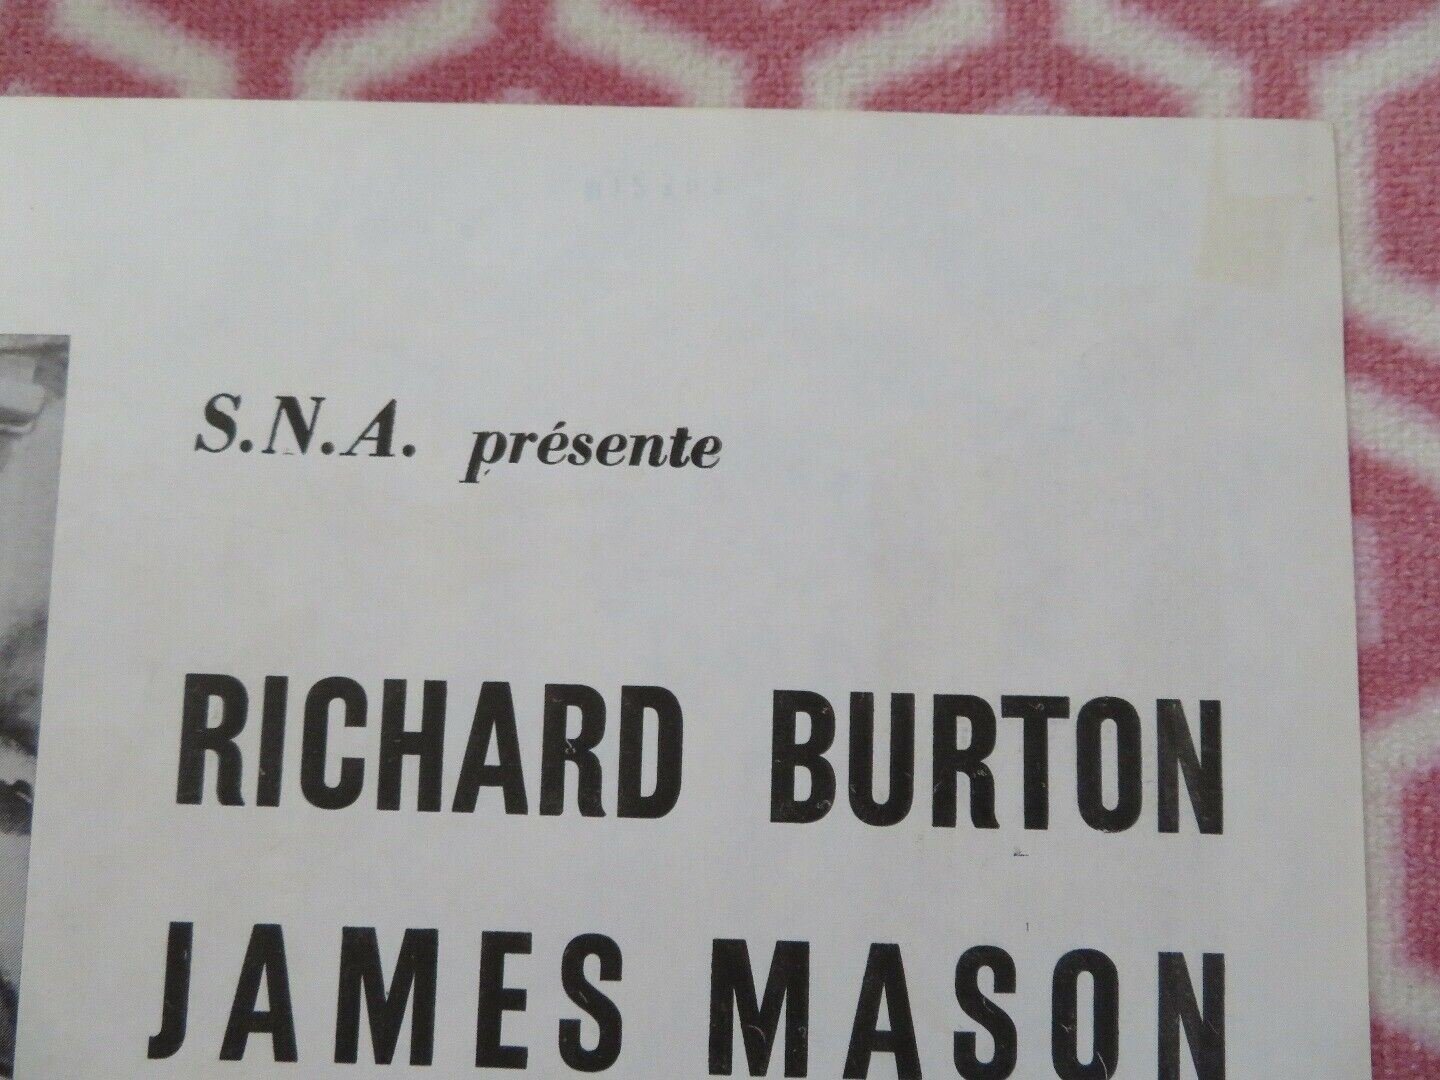 S.N.A. présente
RICHARD BURTON
JAMES MASON